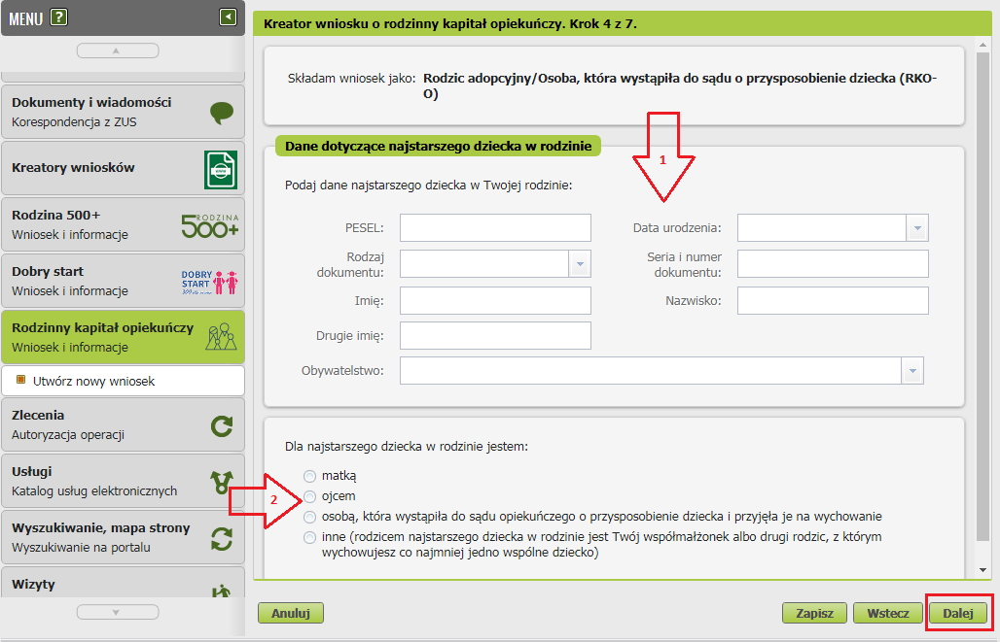 MENU ?
Kreator wniosku o rodzinny kapitał opiekuńczy. Krok 4 z 7.
Składam wniosek jako: Rodzic adopcyjny/Osoba, która wystąpiła do sądu o przysposobienie dziecka (RKO-
O)
Dokumenty i wiadomości
Korespondencja z ZUS
Kreatory wniosków
Rodzina 500+
Wniosek i informacje
RODZINA
500+
Dobry start
Wniosek i informacje
DOBRY
START
Rodzinny kapitał opiekuńczy
Wniosek i informacje
Utwórz nowy wniosek
Zlecenia
Autoryzacja operacji
Usługi
Katalog usług elektronicznych
Wyszukiwanie, mapa strony
Wyszukiwanie na portalu
Wizyty
Dane dotyczące najstarszego dziecka w rodzinie
1
Podaj dane najstarszego dziecka w Twojej rodzinie:
PESEL:
Data urodzenia:
Rodzaj
dokumentu:
Seria i numer
dokumentu:
Imię:
Nazwisko:
Drugie imię:
Obywatelstwo:
Dla najstarszego dziecka w rodzinie jestem:
matką
2
ojcem
osobą, która wystąpiła do sądu opiekuńczego o przysposobienie dziecka i przyjęła je na wychowanie
inne (rodzicem najstarszego dziecka w rodzinie jest Twój współmałżonek albo drugi rodzic, z którym
wychowujesz co najmniej jedno wspólne dziecko)
Anuluj
Zapisz
Wstecz
Dalej